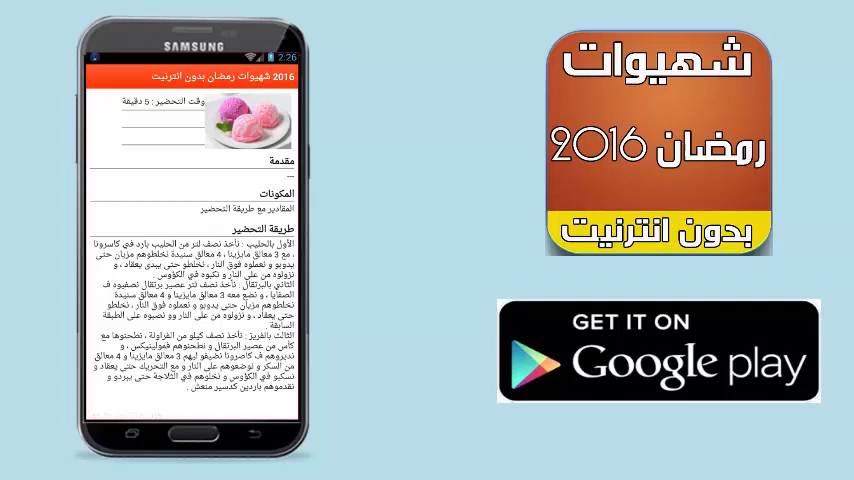 SAMSUNG
2:26
2016 شهيوات رمضان بدون انترنيت
وقت التحضير : 5 دقيقة
مقدمة
---
المكونات
المقادير مع طريقة التحضير
طريقة التحضير
الأول بالحليب : نأخذ نصف لتر من الحليب بارد في كاسرونا
، مع 3 معالق مايزينا ، 4 معالق سنيدة نخلطوهم مزيان حتى
يدوبو و نعملوه فوق النار ، نخلطو حتى يبدي يعقاد ، و
نزولوه من على النار و نكبوه في الكؤوس .
الثاني بالبرتقال : نأخذ نصف لتر عصير برتقال نصفيوه ف
الصفايا ، و نضع معه 3 معالق مايزينا و 4 معالق سنيدة
نخلطوهم مزيان حتى يدوبو و نعملوه فوق النار ، نخلطو
حتى يعقاد ، و نزولوه من على النار وو نصبوه على الطبقة
السابقة .
الثالث بالفريز : نأخذ نصف كيلو من الفراولة ، نطحنوها مع
كأس من عصير البرتقال و نطحنوهم فمولينيكس ، و
نديروهم ف كاصرونا نضيفو ليهم 3 معالق مايزينا و 4 معالق
من السكر و نوضعوهم على النار و مع التحريك حتى يعقاد و
نسكبو في الكؤوس و نخلوهم في الثلاجة حتى يبردو و
نقدموهم باردين كدسير منعش .
شهيوات
رمضان 2016
بدون انترنيت
GET IT ON
Google play